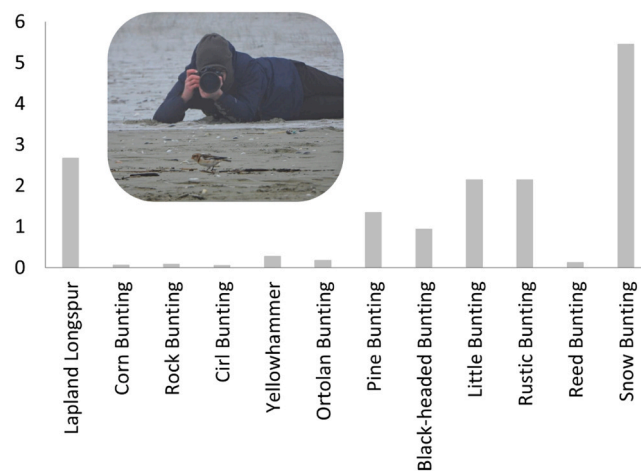 6
5
4
3
2
1
0
Lapland Longspur
Corn Bunting
Rock Bunting
Cirl Bunting
Yellowhammer
Ortolan Bunting
Pine Bunting
Black-headed Bunting
Little Bunting
Rustic Bunting
Reed Bunting
Snow Bunting